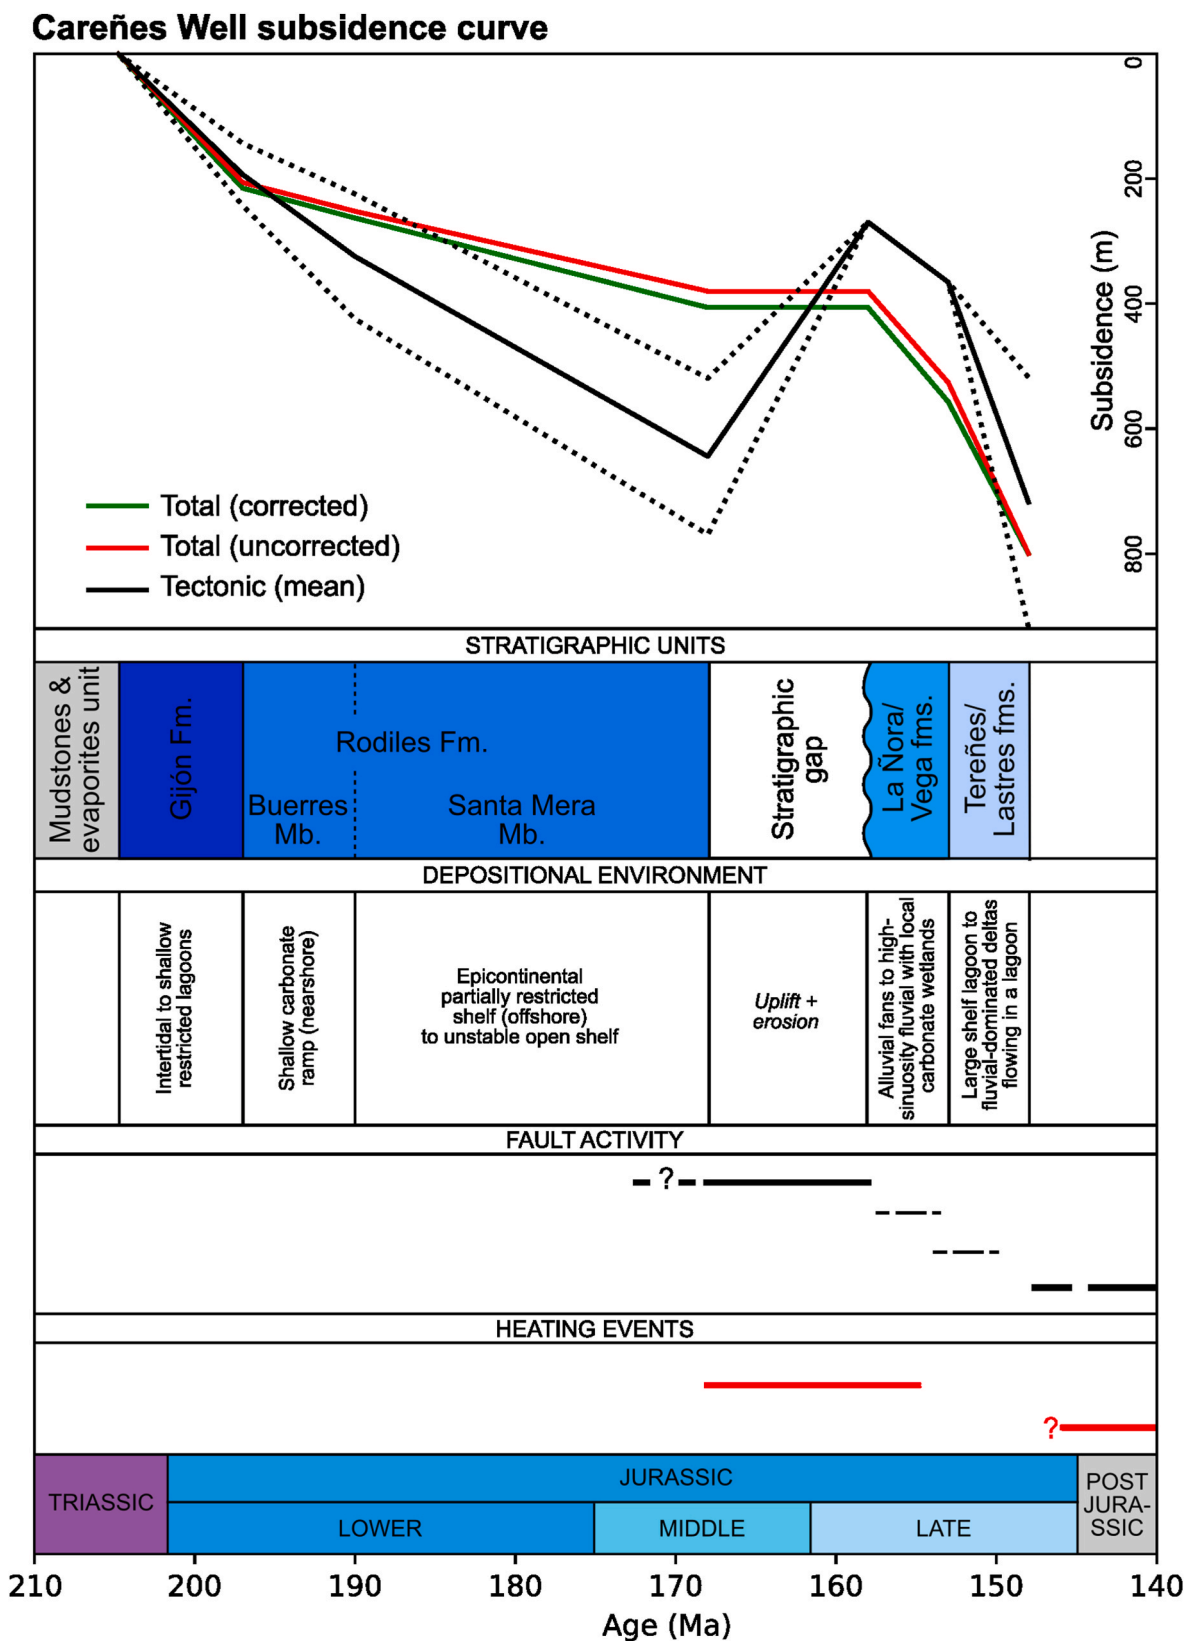 Careñes Well subsidence curve
0
200
400
600
800
Subsidence (m)
Total (corrected)
Total (uncorrected)
Tectonic (mean)
STRATIGRAPHIC UNITS
Mudstones &
evaporites unit
Gijón Fm.
Rodiles Fm.
Buerres
Mb.
Santa Mera
Mb.
Stratigraphic
gap
La Ñora/
Vega fms.
Tereñes/
Lastres fms.
DEPOSITIONAL ENVIRONMENT
Intertidal to shallow
restricted lagoons
Shallow carbonate
ramp (nearshore)
Epicontinental
partially restricted
shelf (offshore)
to unstable open shelf
Uplift +
erosion
Alluvial fans to high-
sinuosity fluvial with local
carbonate wetlands
Large shelf lagoon to
fluvial-dominated deltas
flowing in a lagoon
FAULT ACTIVITY
?
HEATING EVENTS
?
TRIASSIC
JURASSIC
LOWER
MIDDLE
LATE
POST
JURA-
SSIC
210 200 190 180 170 160 150 140
Age (Ma)